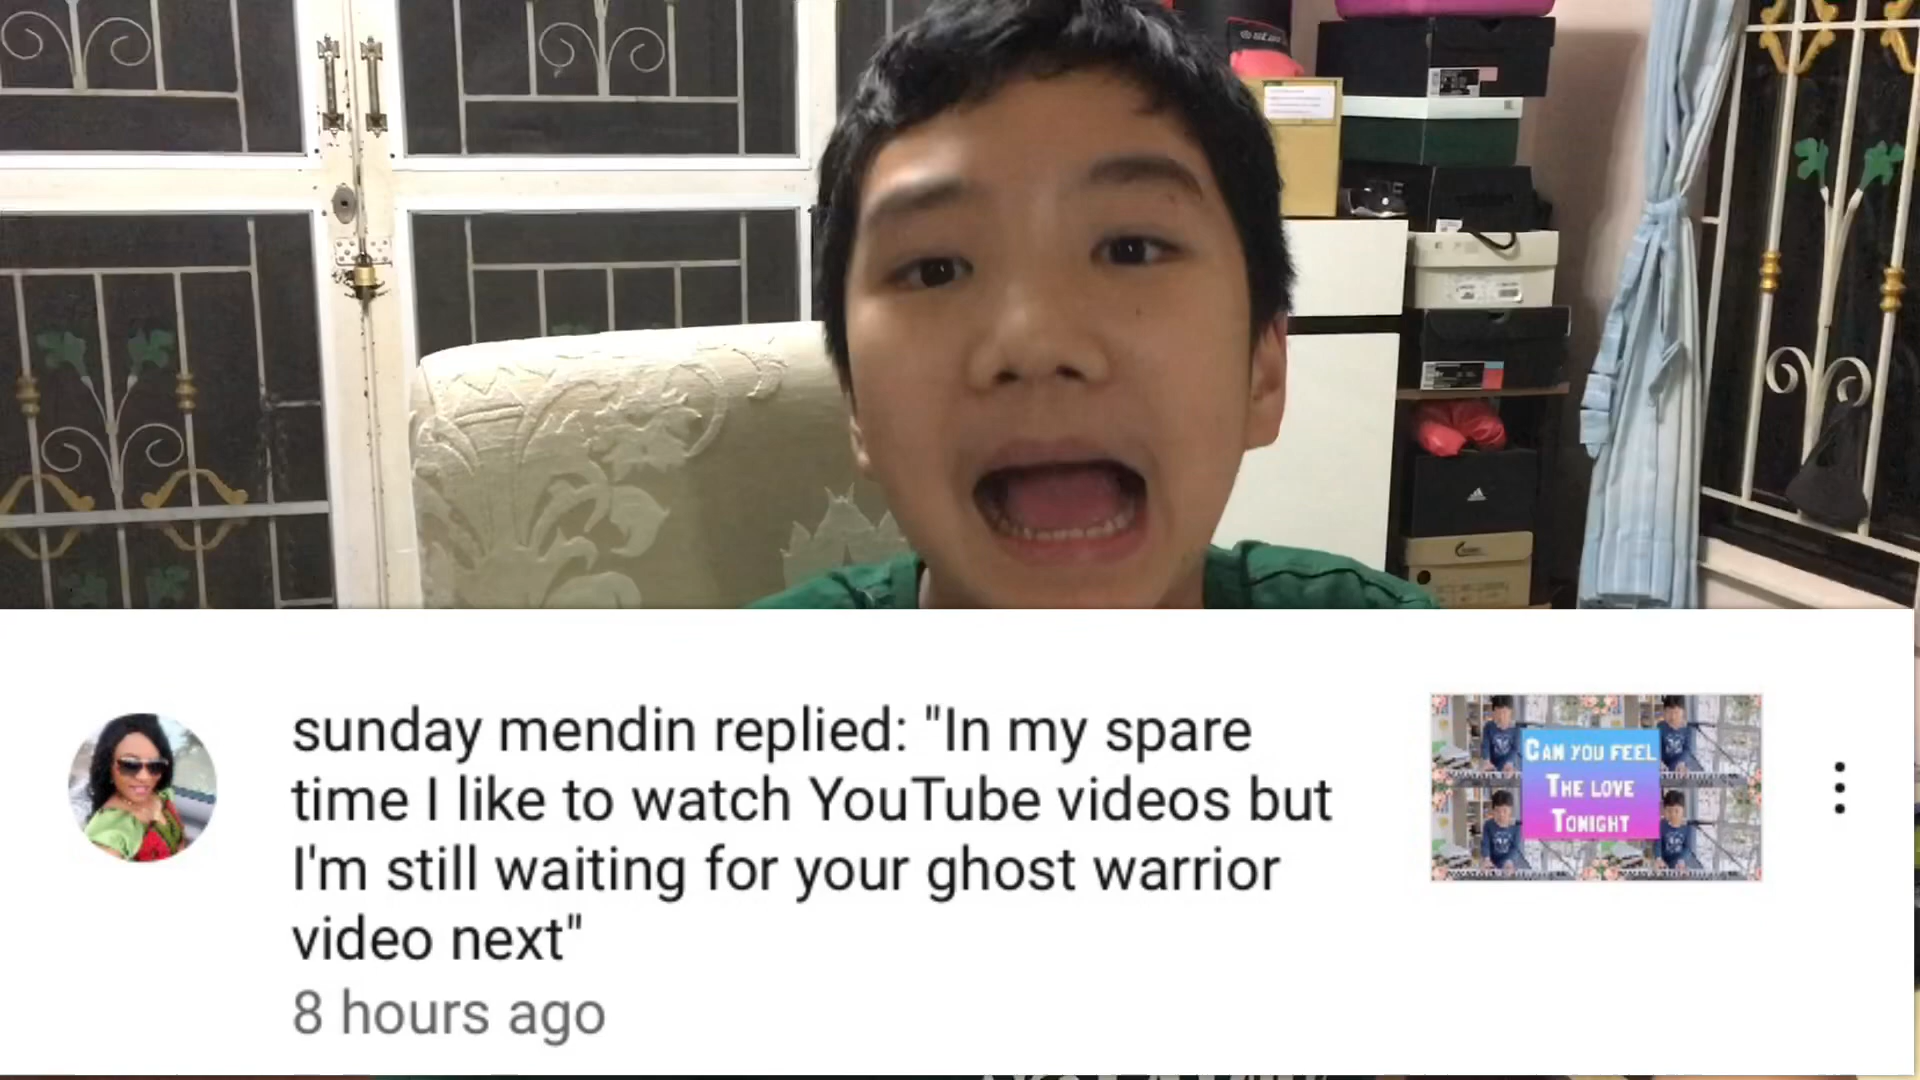 sunday mendin replied: "In my spare
time I like to watch YouTube videos but
I'm still waiting for your ghost warrior
video next"
8 hours ago
CAN YOU FEEL
THE LOVE
TONIGHT